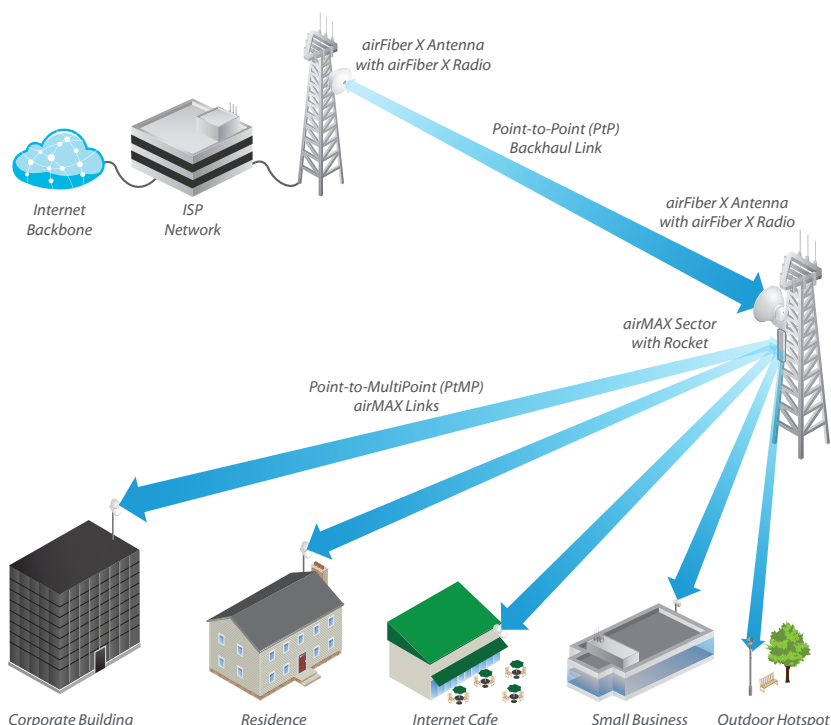 airFiber X Antenna
with airFiber X Radio
Point-to-Point (PtP)
Backhaul Link
Internet
Backbone
ISP
Network
airFiber X Antenna
with airFiber X Radio
airMAX Sector
with Rocket
Point-to-MultiPoint (PtMP)
airMAX Links
Corporate Building
Residence
Internet Cafe
Small Business
Outdoor Hotspot